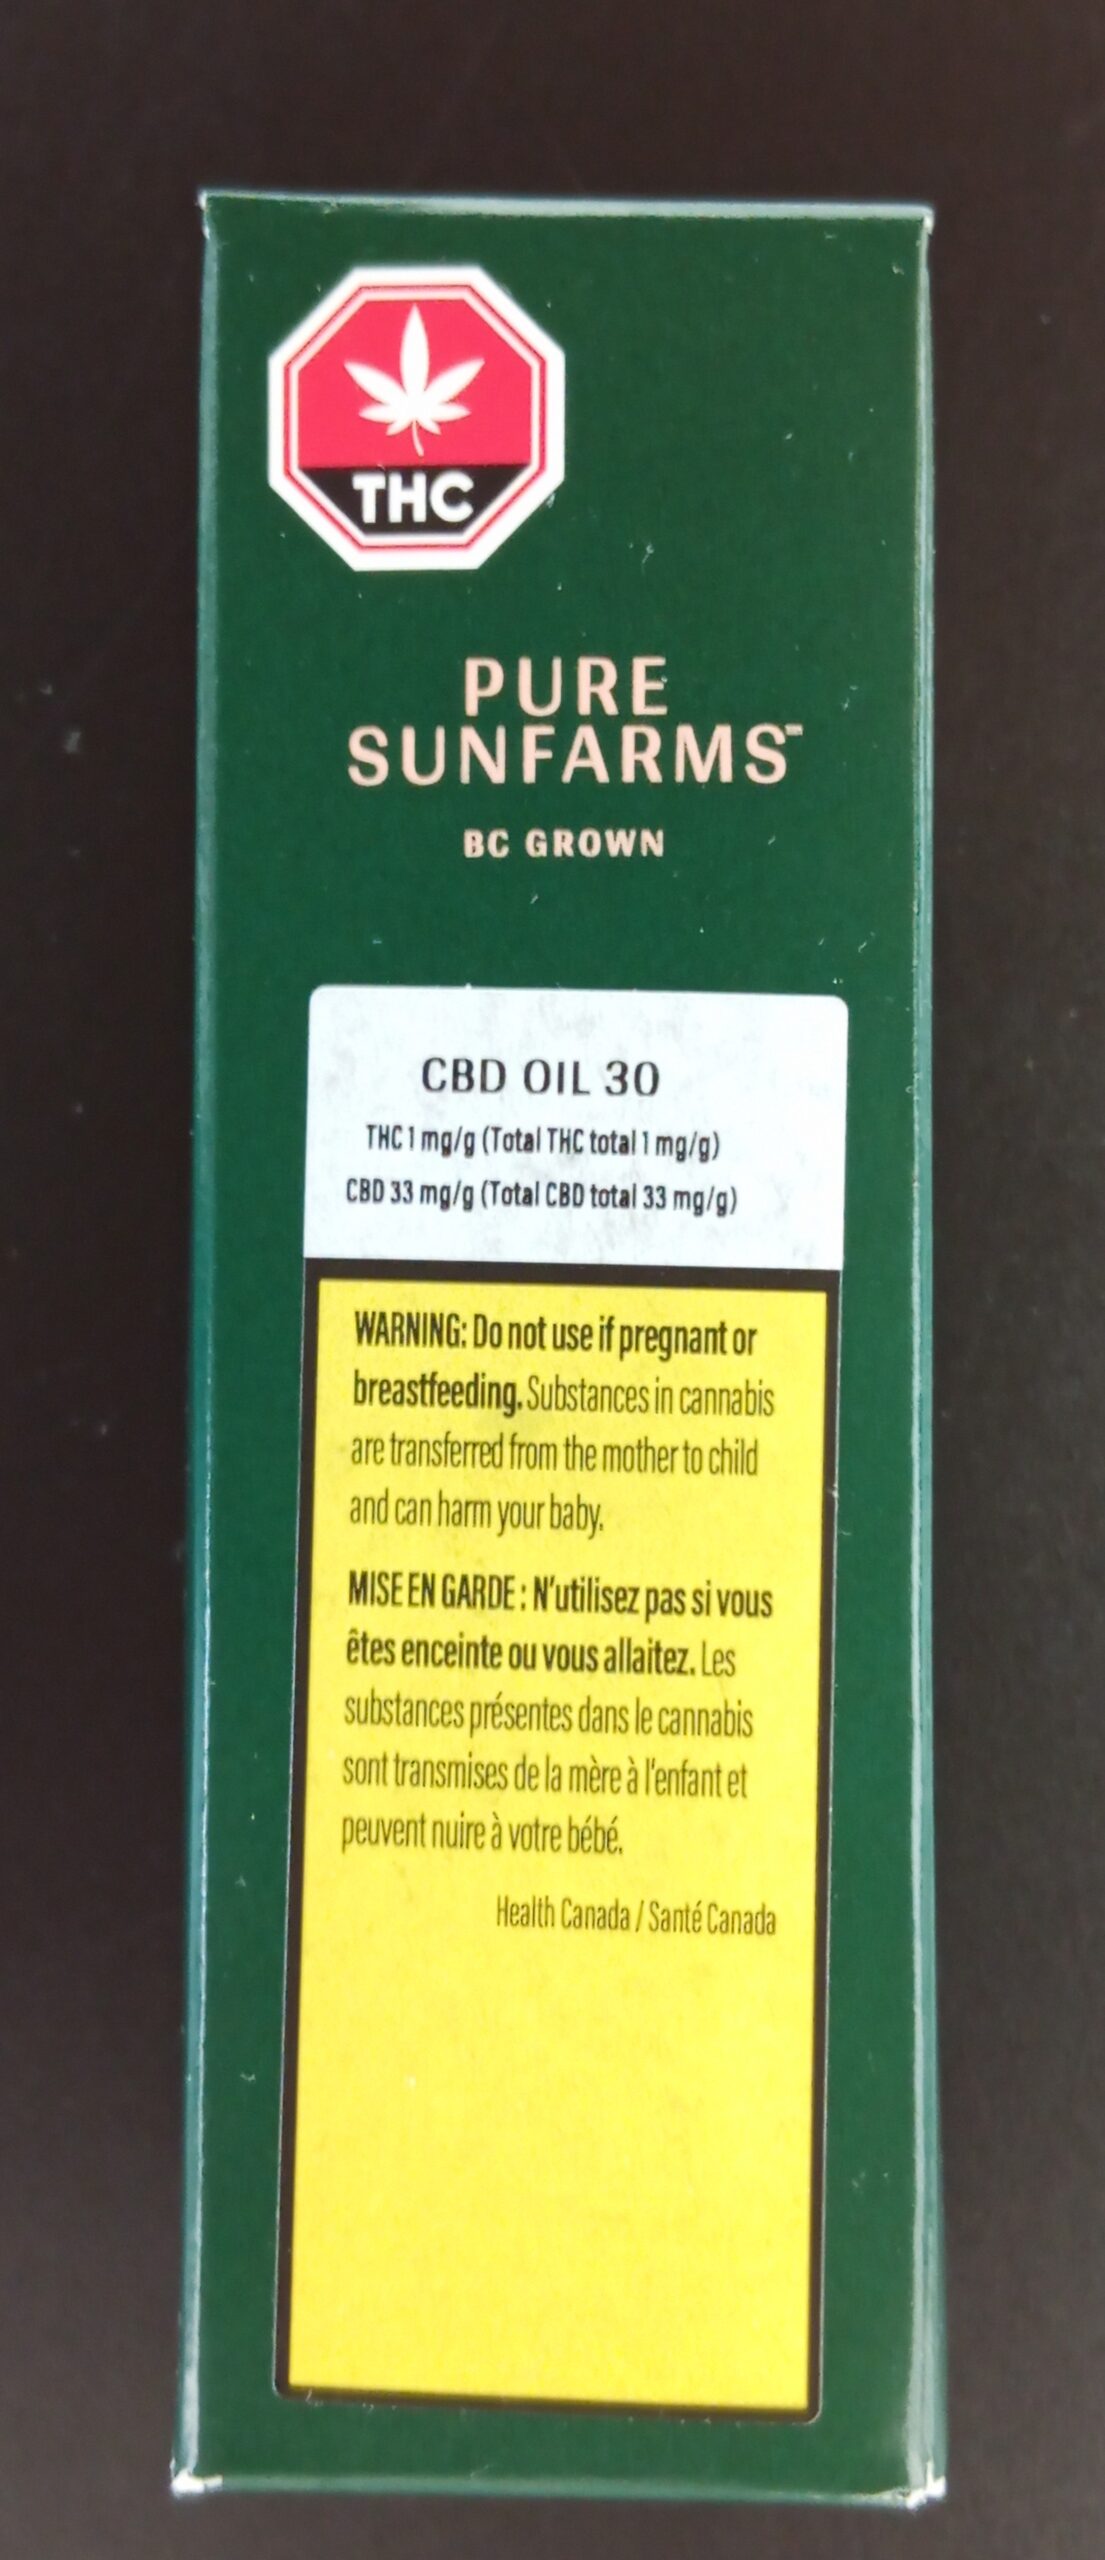 THC
PURE
SUNFARMS™
BC GROWN
CBD OIL 30
THC 1 mg/g (Total THC total 1 mg/g)
CBD 33 mg/g (Total CBD total 33 mg/g)
WARNING: Do not use if pregnant or
breastfeeding. Substances in cannabis
are transferred from the mother to child
and can harm your baby.
MISE EN GARDE : N'utilisez pas si vous
êtes enceinte ou vous allaitez. Les
substances présentes dans le cannabis
sont transmises de la mère à l'enfant et
peuvent nuire à votre bébé.
Health Canada / Santé Canada